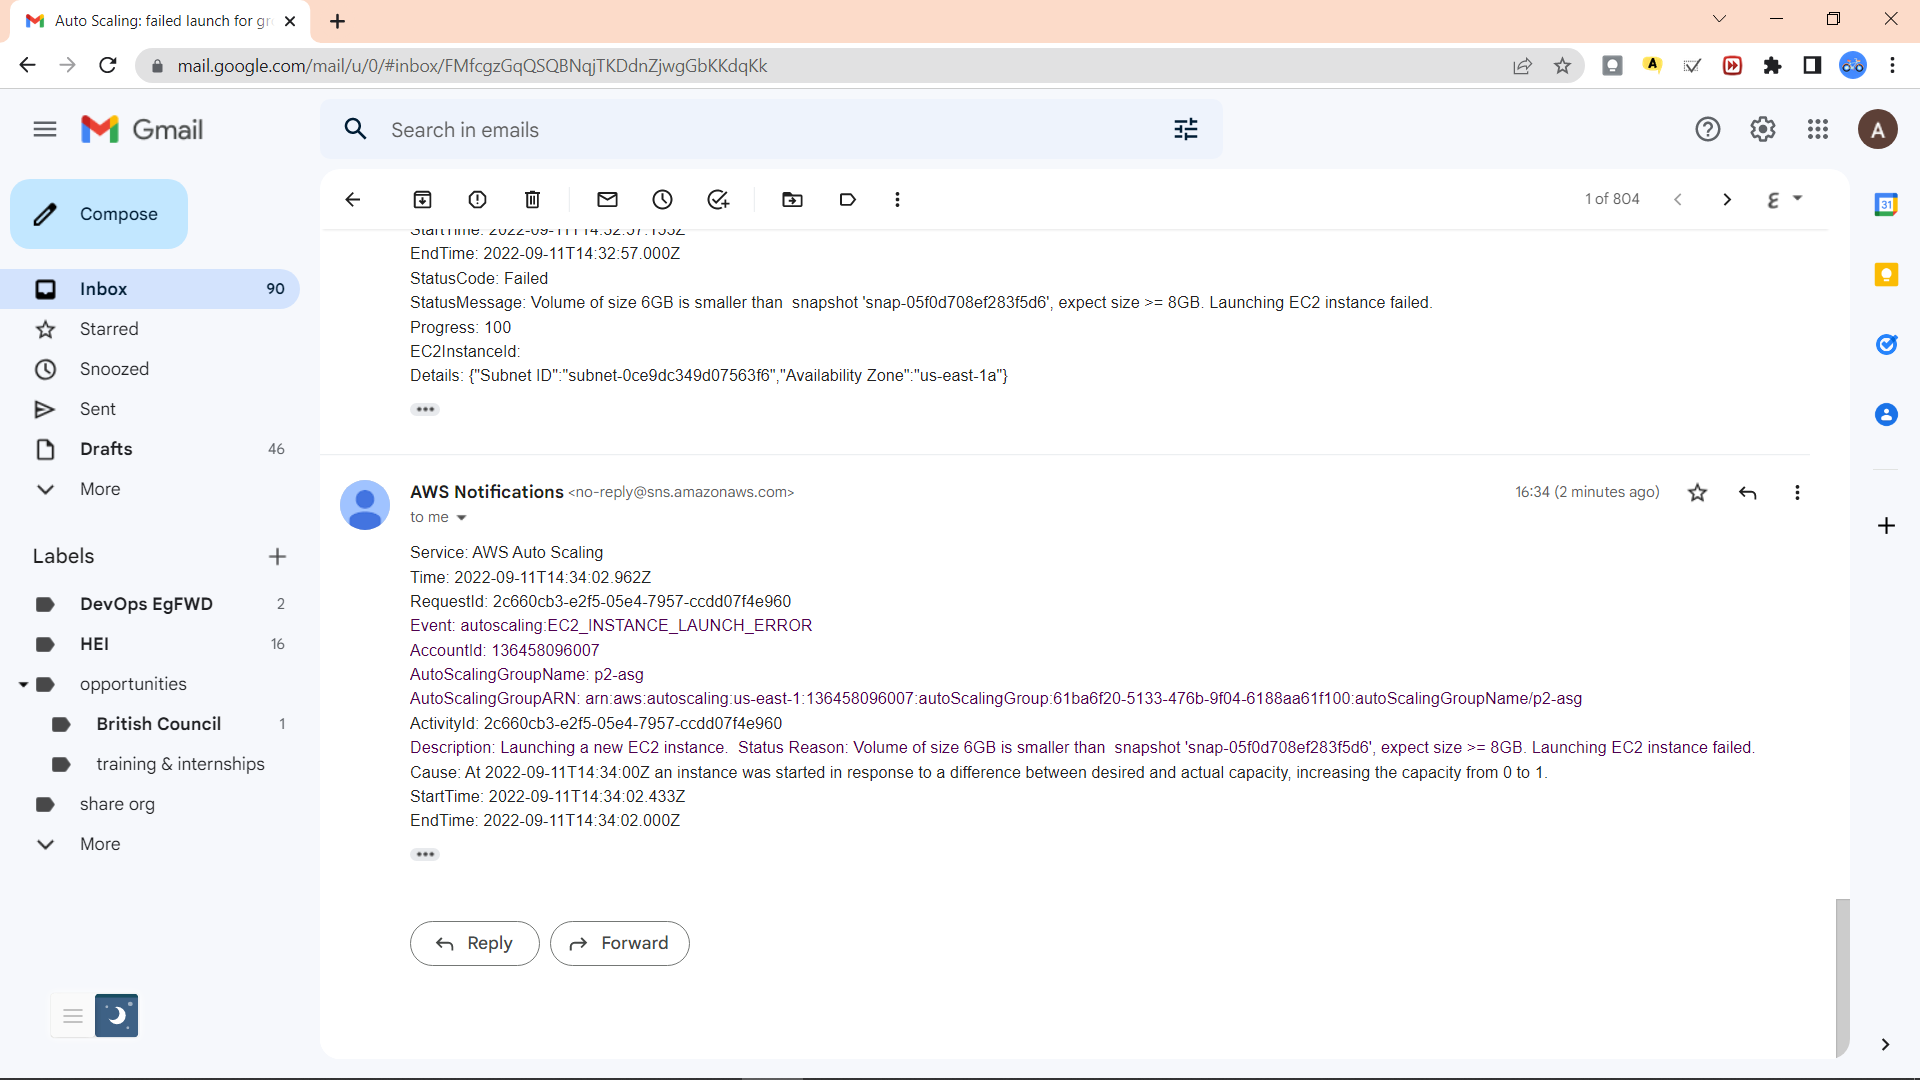 Auto Scaling: failed launch for gr
mail.google.com/mail/u/0/#inbox/FMfcgzGqQSQBNqjTKDdnZjwgGbKKdqKk
A
Gmail
Search in emails
A
Compose
1 of 804
31
Inbox 90
Starred
Snoozed
Sent
Drafts 46
More
Labels
DevOps EgFWD 2
HEI 16
opportunities
British Council 1
training & internships
share org
More
StartTime: 2022-09-11T14:32:57.153Z
EndTime: 2022-09-11T14:32:57.000Z
StatusCode: Failed
StatusMessage: Volume of size 6GB is smaller than  snapshot 'snap-05f0d708ef283f5d6', expect size >= 8GB. Launching EC2 instance failed.
Progress: 100
EC2InstanceId:
Details: {"Subnet ID":"subnet-0ce9dc349d07563f6","Availability Zone":"us-east-1a"}
AWS Notifications <no-reply@sns.amazonaws.com> 16:34 (2 minutes ago)
to me
Service: AWS Auto Scaling
Time: 2022-09-11T14:34:02.962Z
RequestId: 2c660cb3-e2f5-05e4-7957-ccdd07f4e960
Event: autoscaling:EC2_INSTANCE_LAUNCH_ERROR
AccountId: 136458096007
AutoScalingGroupName: p2-asg
AutoScalingGroupARN: arn:aws:autoscaling:us-east-1:136458096007:autoScalingGroup:61ba6f20-5133-476b-9f04-6188aa61f100:autoScalingGroupName/p2-asg
ActivityId: 2c660cb3-e2f5-05e4-7957-ccdd07f4e960
Description: Launching a new EC2 instance.  Status Reason: Volume of size 6GB is smaller than  snapshot 'snap-05f0d708ef283f5d6', expect size >= 8GB. Launching EC2 instance failed.
Cause: At 2022-09-11T14:34:00Z an instance was started in response to a difference between desired and actual capacity, increasing the capacity from 0 to 1.
StartTime: 2022-09-11T14:34:02.433Z
EndTime: 2022-09-11T14:34:02.000Z
Reply
Forward